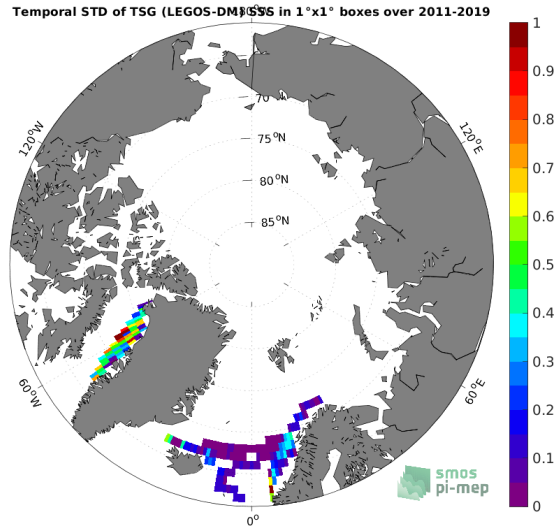 Temporal STD of TSG (LEGOS-DM) SSS in 1°x1° boxes over 2011-2019
70°N
75°N
80°N
85°N
120°W
120°E
60°W
60°E
0°
1
0.9
0.8
0.7
0.6
0.5
0.4
0.3
0.2
0.1
0
smos
pi-mep